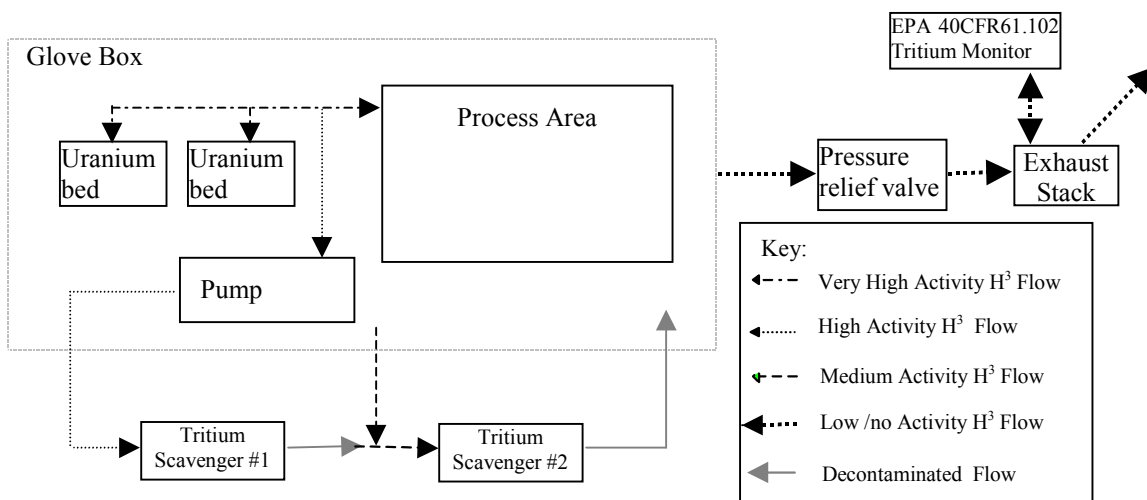 EPA 40CFR61.102
Tritium Monitor
Glove Box
Process Area
Uranium
bed
Uranium
bed
Pressure
relief valve
Exhaust
Stack
Pump
Key:
Very High Activity H³ Flow
High Activity H³ Flow
Medium Activity H³ Flow
Low /no Activity H³ Flow
Decontaminated Flow
Tritium
Scavenger #1
Tritium
Scavenger #2